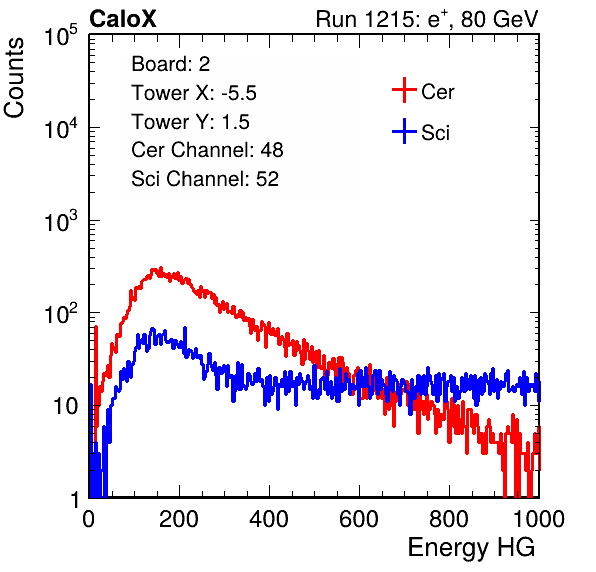 CaloX Run 1215: e⁺, 80 GeV
Counts
10⁵
10⁴
10³
10²
10
1
Board: 2
Tower X: -5.5
Tower Y: 1.5
Cer Channel: 48
Sci Channel: 52
Cer
Sci
0 200 400 600 800 1000
Energy HG